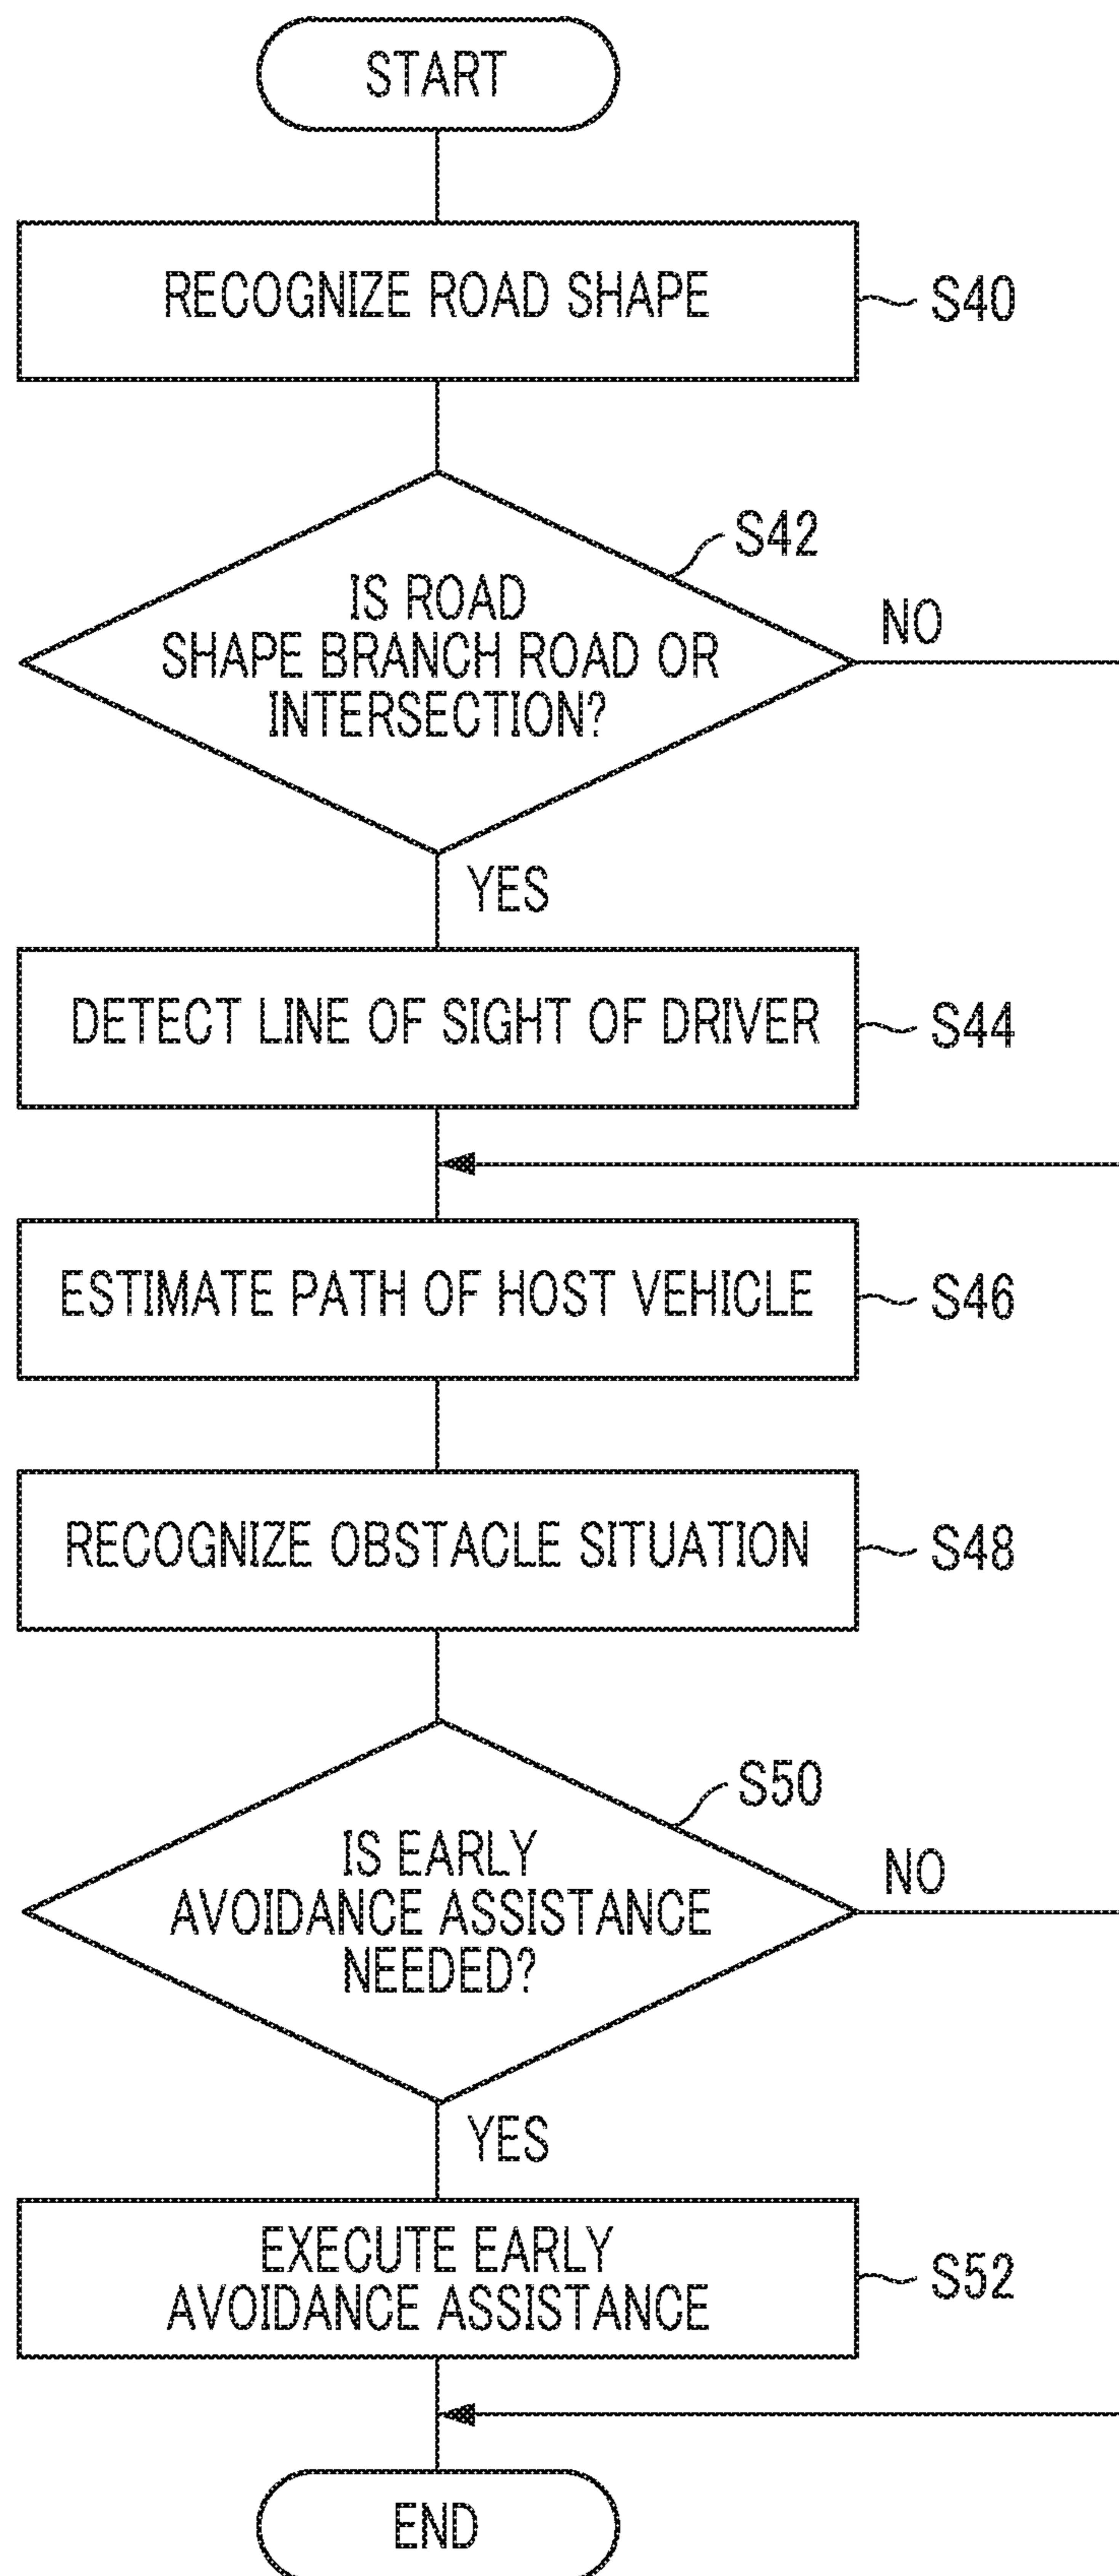 START
RECOGNIZE ROAD SHAPE
S40
S42
IS ROAD
SHAPE BRANCH ROAD OR
INTERSECTION?
NO
YES
DETECT LINE OF SIGHT OF DRIVER
S44
ESTIMATE PATH OF HOST VEHICLE
S46
RECOGNIZE OBSTACLE SITUATION
S48
S50
IS EARLY
AVOIDANCE ASSISTANCE
NEEDED?
NO
YES
EXECUTE EARLY
AVOIDANCE ASSISTANCE
S52
END